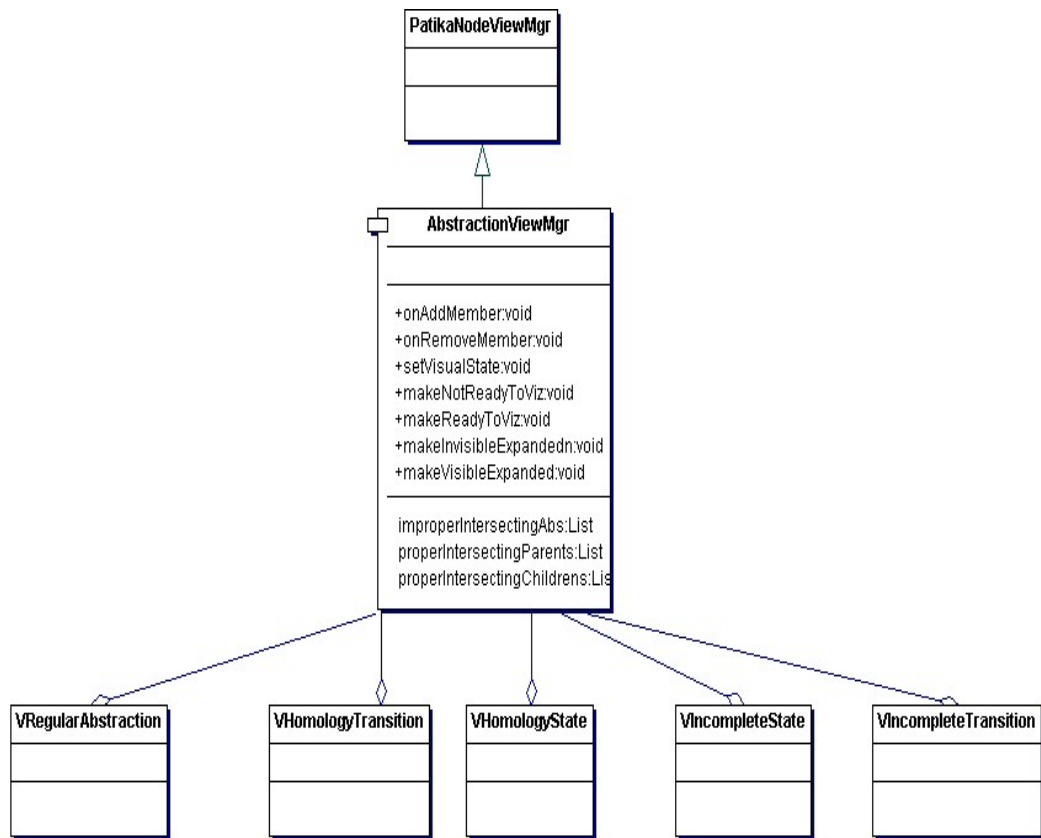 PatikaNodeViewMgr
AbstractionViewMgr
+onAddMember:void
+onRemoveMember:void
+setVisualState:void
+makeNotReadyToViz:void
+makeReadyToViz:void
+makeInvisibleExpandedn:void
+makeVisibleExpanded:void
improperIntersectingAbs:List
properIntersectingParents:List
properIntersectingChildrens:Lis
VRegularAbstraction
VHomologyTransition
VHomologyState
VIncompleteState
VIncompleteTransition